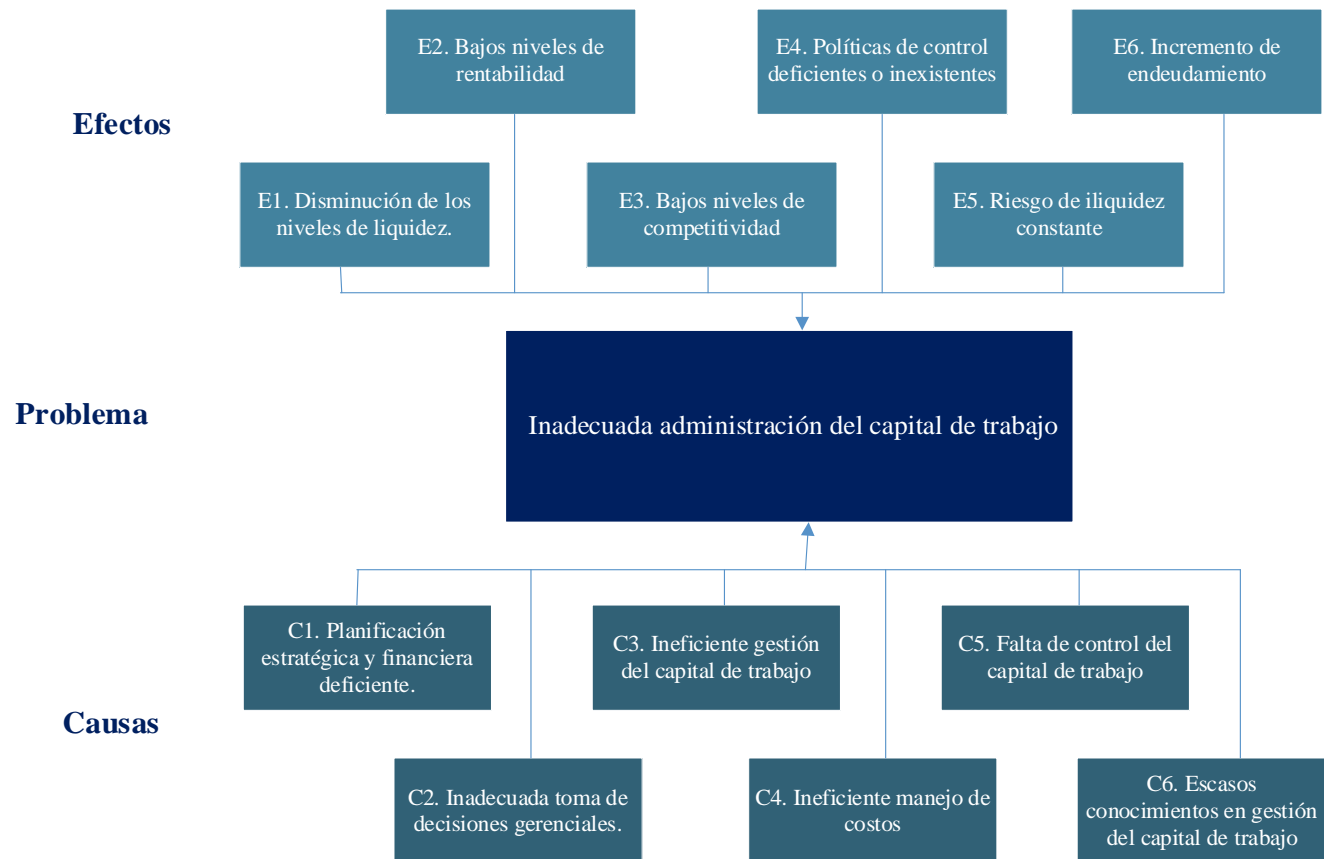 E2. Bajos niveles de
rentabilidad
E4. Políticas de control
deficientes o inexistentes
E6. Incremento de
endeudamiento
Efectos
E1. Disminución de los
niveles de liquidez.
E3. Bajos niveles de
competitividad
E5. Riesgo de iliquidez
constante
Problema
Inadecuada administración del capital de trabajo
C1. Planificación
estratégica y financiera
deficiente.
C3. Ineficiente gestión
del capital de trabajo
C5. Falta de control del
capital de trabajo
Causas
C2. Inadecuada toma de
decisiones gerenciales.
C4. Ineficiente manejo de
costos
C6. Escasos
conocimientos en gestión
del capital de trabajo